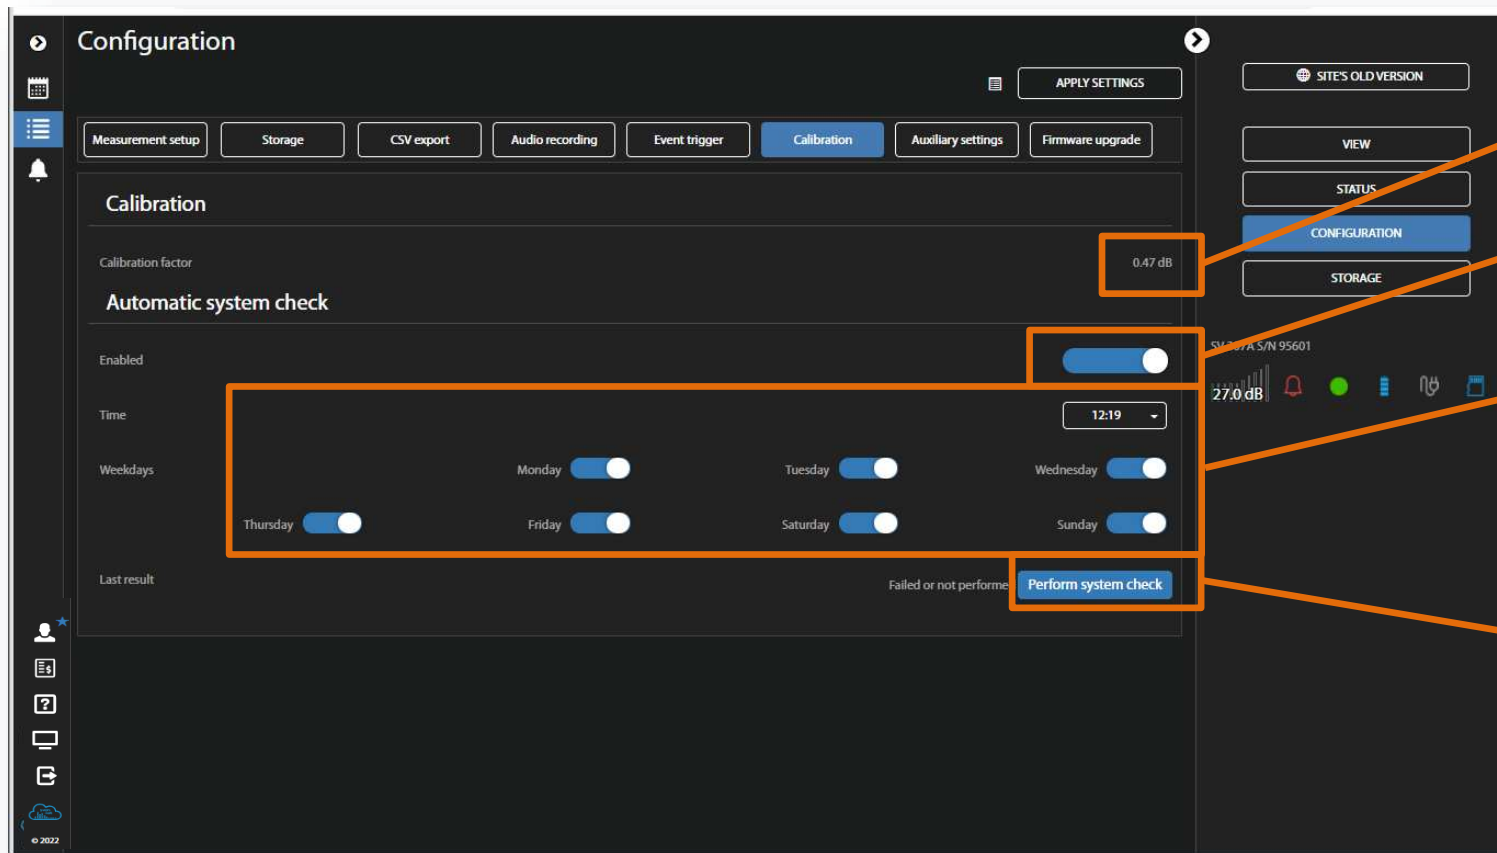 Configuration
APPLY SETTINGS
SITE'S OLD VERSION
Measurement setup Storage CSV export Audio recording Event trigger Calibration Auxiliary settings Firmware upgrade
VIEW
STATUS
CONFIGURATION
STORAGE
Calibration
Calibration factor 0.47 dB
Automatic system check
Enabled
S/N 95601
27.0 dB
Time 12:19
Weekdays Monday Tuesday Wednesday
Thursday Friday Saturday Sunday
Last result Failed or not performe Perform system check
© 2022